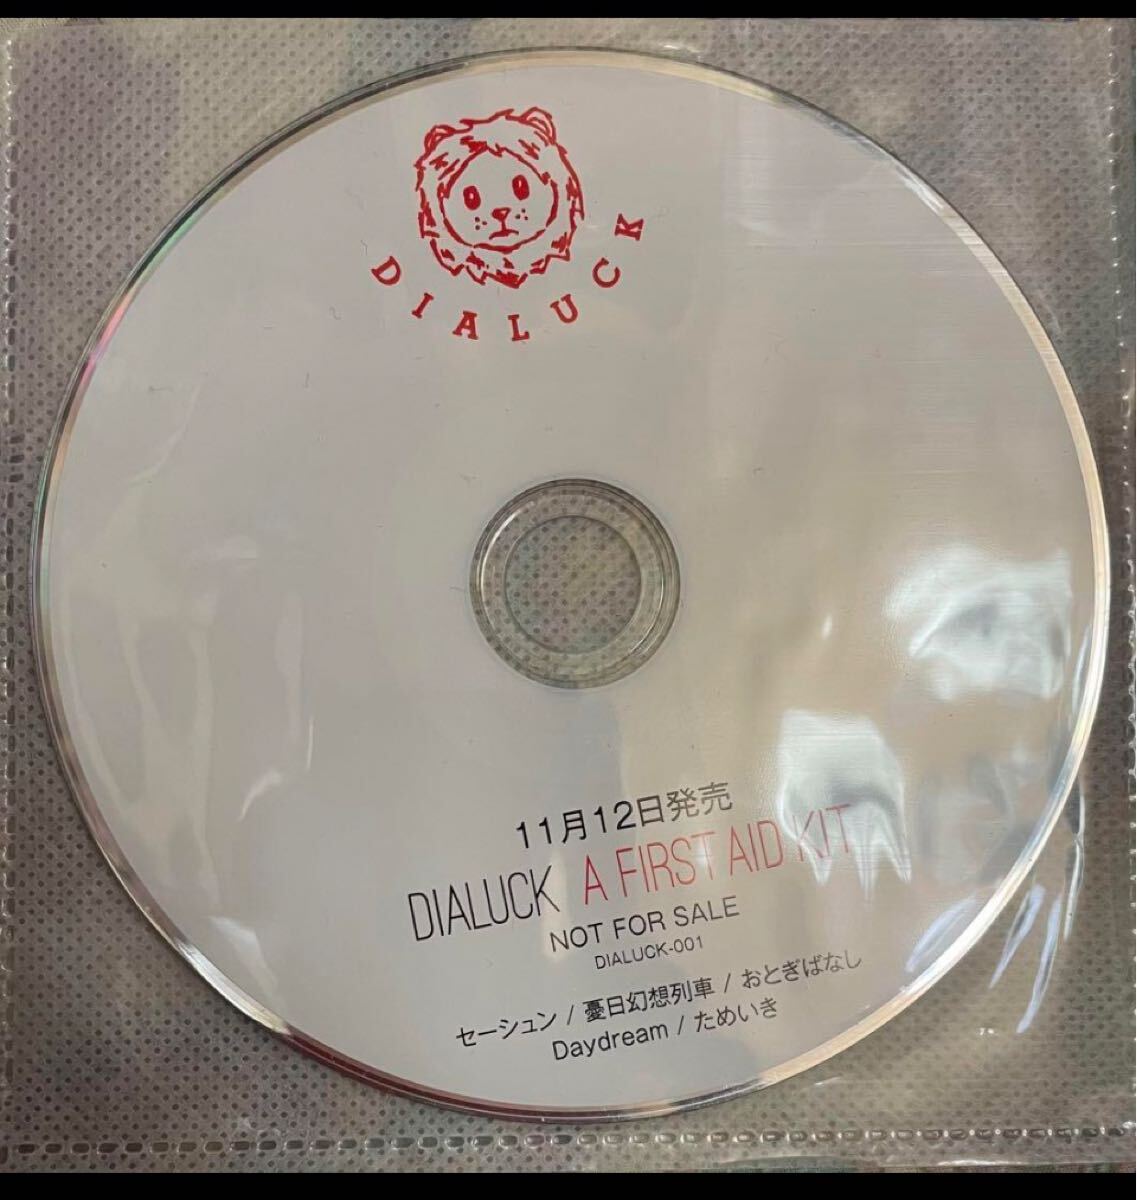 DIALUCK
11月12日発売
DIALUCK A FIRST AID KIT
NOT FOR SALE
DIALUCK-001
セーシュン / 憂日幻想列車 / おとぎばなし
Daydream / ためいき